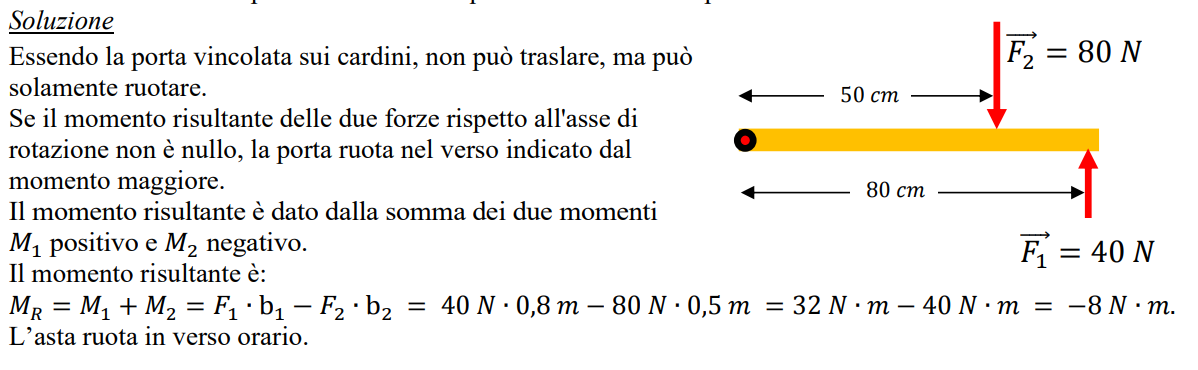 Soluzione
Essendo la porta vincolata sui cardini, non può traslare, ma può
solamente ruotare.
Se il momento risultante delle due forze rispetto all'asse di
rotazione non è nullo, la porta ruota nel verso indicato dal
momento maggiore.
Il momento risultante è dato dalla somma dei due momenti
M₁ positivo e M₂ negativo.
Il momento risultante è:
M_R = M₁ + M₂ = F₁ · b₁ − F₂ · b₂ = 40 N · 0,8 m − 80 N · 0,5 m = 32 N · m − 40 N · m = −8 N · m.
L’asta ruota in verso orario.
F₂⃗ = 80 N
50 cm
80 cm
F₁⃗ = 40 N